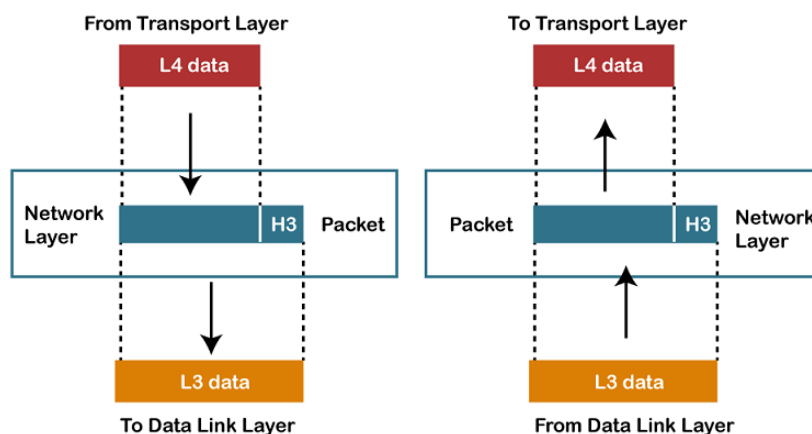 From Transport Layer
L4 data
Network
Layer
H3
Packet
L3 data
To Data Link Layer
To Transport Layer
L4 data
Packet
H3
Network
Layer
L3 data
From Data Link Layer